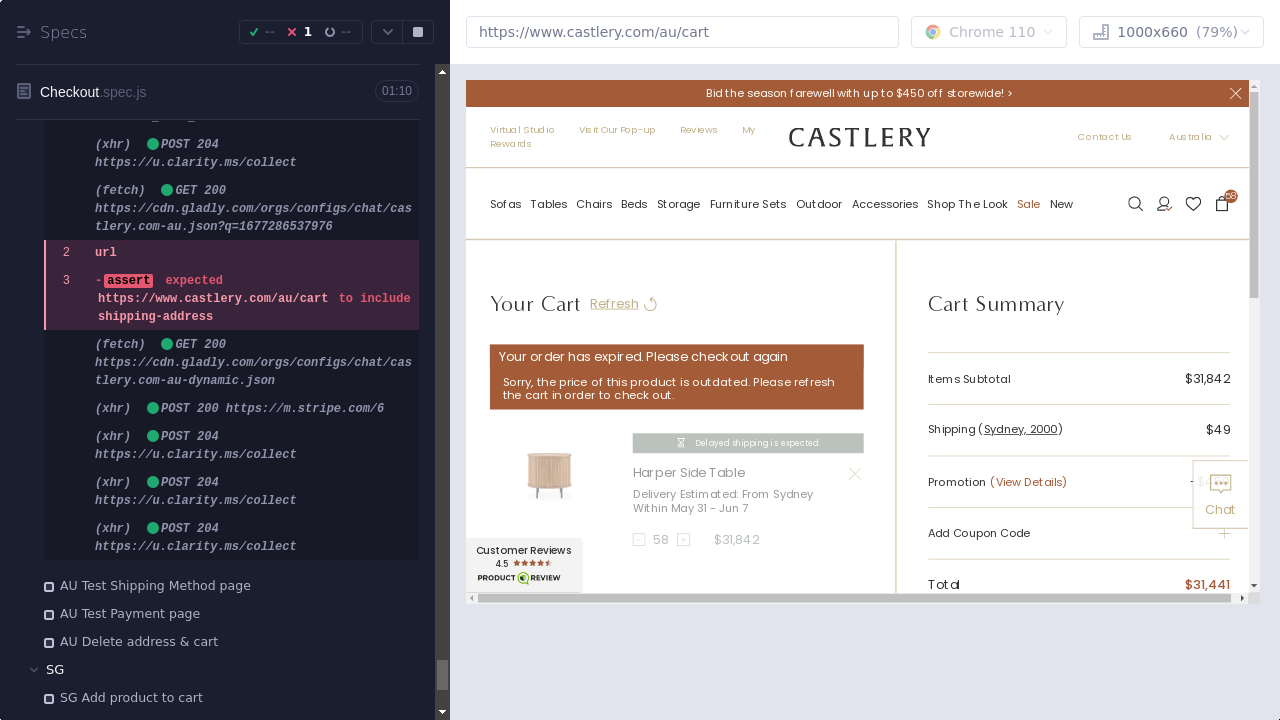 Specs
--
1
--
Checkout.spec.js
01:10
(xhr) POST 204
https://u.clarity.ms/collect
(fetch) GET 200
https://cdn.gladly.com/orgs/configs/chat/cas
tlery.com-au.json?q=1677286537976
2 url
3 -assert expected
https://www.castlery.com/au/cart to include
shipping-address
(fetch) GET 200
https://cdn.gladly.com/orgs/configs/chat/cas
tlery.com-au-dynamic.json
(xhr) POST 200 https://m.stripe.com/6
(xhr) POST 204
https://u.clarity.ms/collect
(xhr) POST 204
https://u.clarity.ms/collect
(xhr) POST 204
https://u.clarity.ms/collect
AU Test Shipping Method page
AU Test Payment page
AU Delete address & cart
SG
SG Add product to cart
https://www.castlery.com/au/cart
Chrome 110
1000x660 (79%)
Bid the season farewell with up to $450 off storewide! >
Virtual Studio Visit Our Pop-up Reviews My
Rewards
CASTLERY
Contact Us
Australia
Sofas Tables Chairs Beds Storage Furniture Sets Outdoor Accessories Shop The Look Sale New
58
Your Cart Refresh
Your order has expired. Please check out again
Sorry, the price of this product is outdated. Please refresh
the cart in order to check out.
Delayed shipping is expected.
Harper Side Table
Delivery Estimated: From Sydney
Within May 31 - Jun 7
- 58 + $31,842
Customer Reviews
4.5
PRODUCT REVIEW
Cart Summary
Items Subtotal $31,842
Shipping (Sydney, 2000) $49
Promotion (View Details)
Chat
Add Coupon Code +
Total $31,441